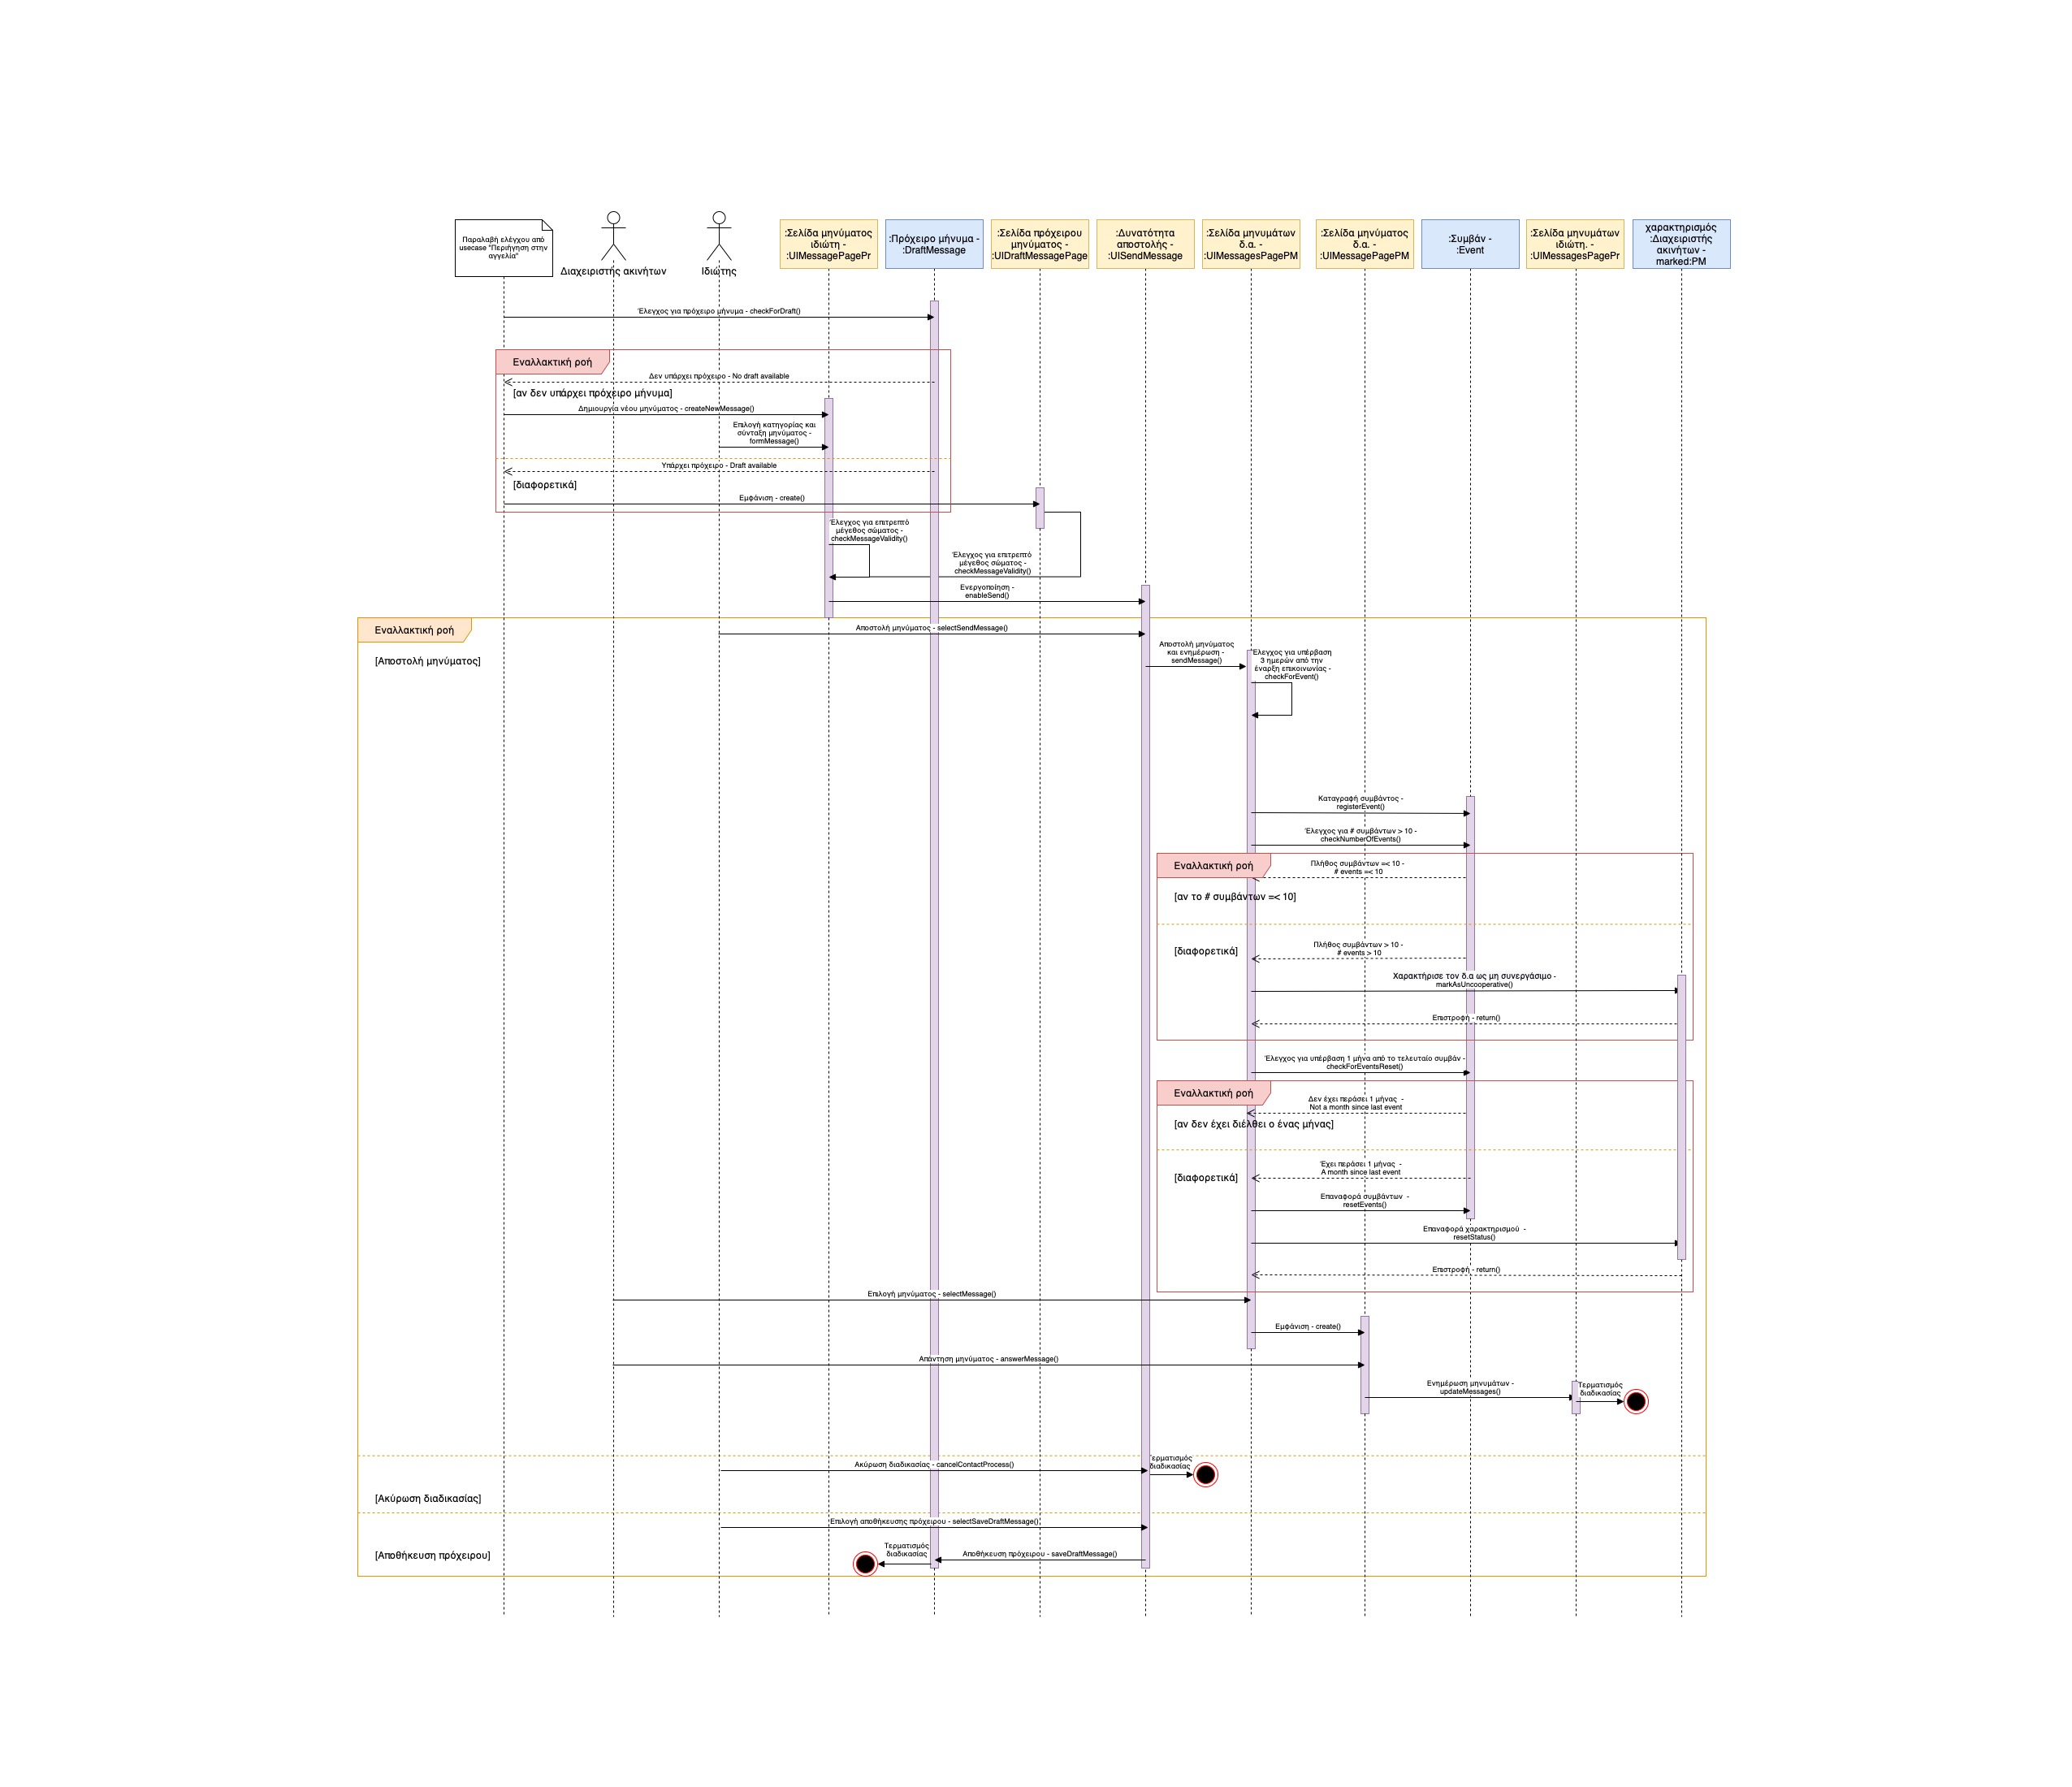 Παραλαβή ελέγχου από
usecase "Περιήγηση στην
αγγελία"
Διαχειριστής ακινήτων
Ιδιώτης
:Σελίδα μηνύματος
ιδιώτη -
:UIMessagePagePr
:Πρόχειρο μήνυμα -
:DraftMessage
:Σελίδα πρόχειρου
μηνύματος -
:UIDraftMessagePage
:Δυνατότητα
αποστολής -
:UISendMessage
:Σελίδα μηνυμάτων
δ.α. -
:UIMessagesPagePM
:Σελίδα μηνύματος
δ.α. -
:UIMessagePagePM
:Συμβάν -
:Event
:Σελίδα μηνυμάτων
ιδιώτη. -
:UIMessagesPagePr
χαρακτηρισμός
:Διαχειριστής
ακινήτων -
marked:PM
Έλεγχος για πρόχειρο μήνυμα - checkForDraft()
Εναλλακτική ροή
Δεν υπάρχει πρόχειρο - No draft available
[αν δεν υπάρχει πρόχειρο μήνυμα]
Δημιουργία νέου μηνύματος - createNewMessage()
Επιλογή κατηγορίας και
σύνταξη μηνύματος -
formMessage()
Υπάρχει πρόχειρο - Draft available
[διαφορετικά]
Εμφάνιση - create()
Έλεγχος για επιτρεπτό
μέγεθος σώματος -
checkMessageValidity()
Έλεγχος για επιτρεπτό
μέγεθος σώματος -
checkMessageValidity()
Ενεργοποίηση -
enableSend()
Εναλλακτική ροή
Αποστολή μηνύματος - selectSendMessage()
[Αποστολή μηνύματος]
Αποστολή μηνύματος
και ενημέρωση -
sendMessage()
Έλεγχος για υπέρβαση
3 ημερών από την
έναρξη επικοινωνίας -
checkForEvent()
Καταγραφή συμβάντος -
registerEvent()
Έλεγχος για # συμβάντων > 10 -
checkNumberOfEvents()
Εναλλακτική ροή
Πλήθος συμβάντων =< 10 -
# events =< 10
[αν το # συμβάντων =< 10]
[διαφορετικά]
Πλήθος συμβάντων > 10 -
# events > 10
Χαρακτήρισε τον δ.α ως μη συνεργάσιμο -
markAsUncooperative()
Επιστροφή - return()
Έλεγχος για υπέρβαση 1 μήνα από το τελευταίο συμβάν -
checkForEventsReset()
Εναλλακτική ροή
Δεν έχει περάσει 1 μήνας -
Not a month since last event
[αν δεν έχει διέλθει ο ένας μήνας]
Έχει περάσει 1 μήνας -
A month since last event
[διαφορετικά]
Επαναφορά συμβάντων -
resetEvents()
Επαναφορά χαρακτηρισμού -
resetStatus()
Επιστροφή - return()
Επιλογή μηνύματος - selectMessage()
Εμφάνιση - create()
Απάντηση μηνύματος - answerMessage()
Ενημέρωση μηνυμάτων -
updateMessages()
Τερματισμός
διαδικασίας
Ακύρωση διαδικασίας - cancelContactProcess()
Τερματισμός
διαδικασίας
[Ακύρωση διαδικασίας]
Επιλογή αποθήκευσης πρόχειρου - selectSaveDraftMessage()
[Αποθήκευση πρόχειρου]
Τερματισμός
διαδικασίας
Αποθήκευση πρόχειρου - saveDraftMessage()